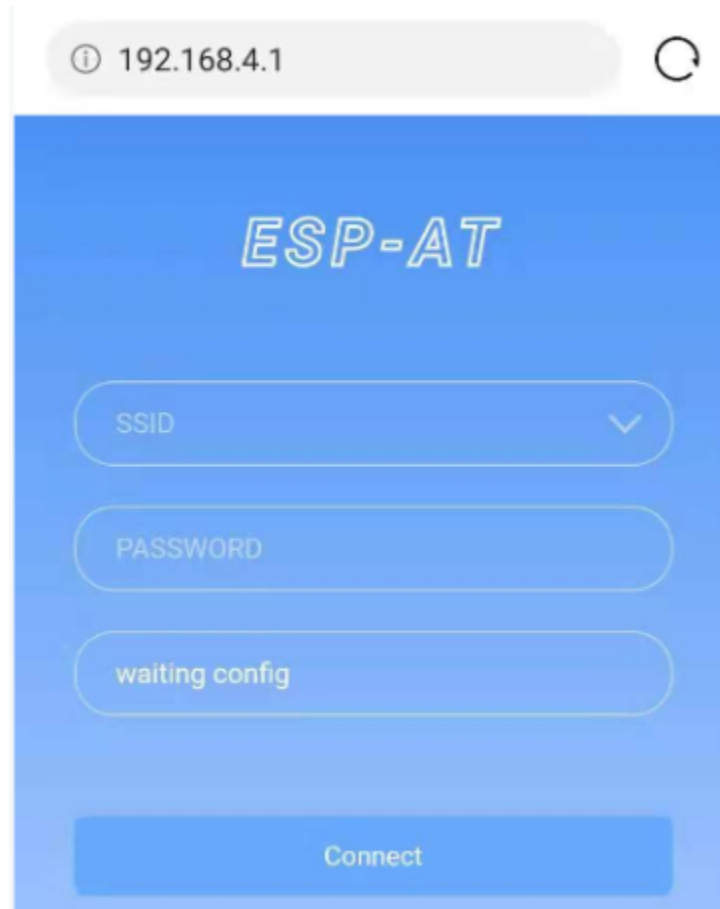 192.168.4.1
ESP-AT
SSID
PASSWORD
waiting config
Connect